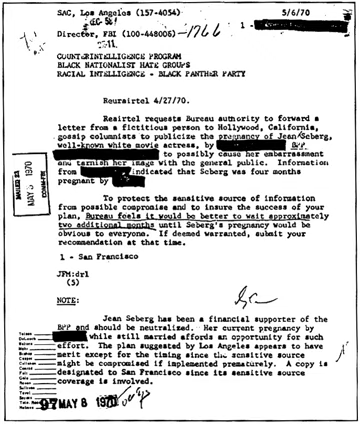 SAC, Los Angeles (157-4054)
5/6/70
Director, FBI (100-448006)-1766
1 -
COUNTERINTELLIGENCE PROGRAM
BLACK NATIONALIST HATE GROUPS
RACIAL INTELLIGENCE - BLACK PANTHER PARTY
Reurairtel 4/27/70.
Reairtel requests Bureau authority to forward a
letter from a fictitious person to Hollywood, California,
gossip columnists to publicize the pregnancy of Jean Seberg,
well-known white movie actress, by BPP
to possibly cause her embarrassment
and tarnish her image with the general public. Information
from indicated that Seberg was four months
pregnant by
To protect the sensitive source of information
from possible compromise and to insure the success of your
plan, Bureau feels it would be better to wait approximately
two additional months until Seberg's pregnancy would be
obvious to everyone. If deemed warranted, submit your
recommendation at that time.
1 - San Francisco
JFM:drl
(5)
NOTE:
Jean Seberg has been a financial supporter of the
BPP and should be neutralized. Her current pregnancy by
while still married affords an opportunity for such
effort. The plan suggested by Los Angeles appears to have
merit except for the timing since the sensitive source
might be compromised if implemented prematurely. A copy is
designated to San Francisco since its sensitive source
coverage is involved.
MAY 8 1970